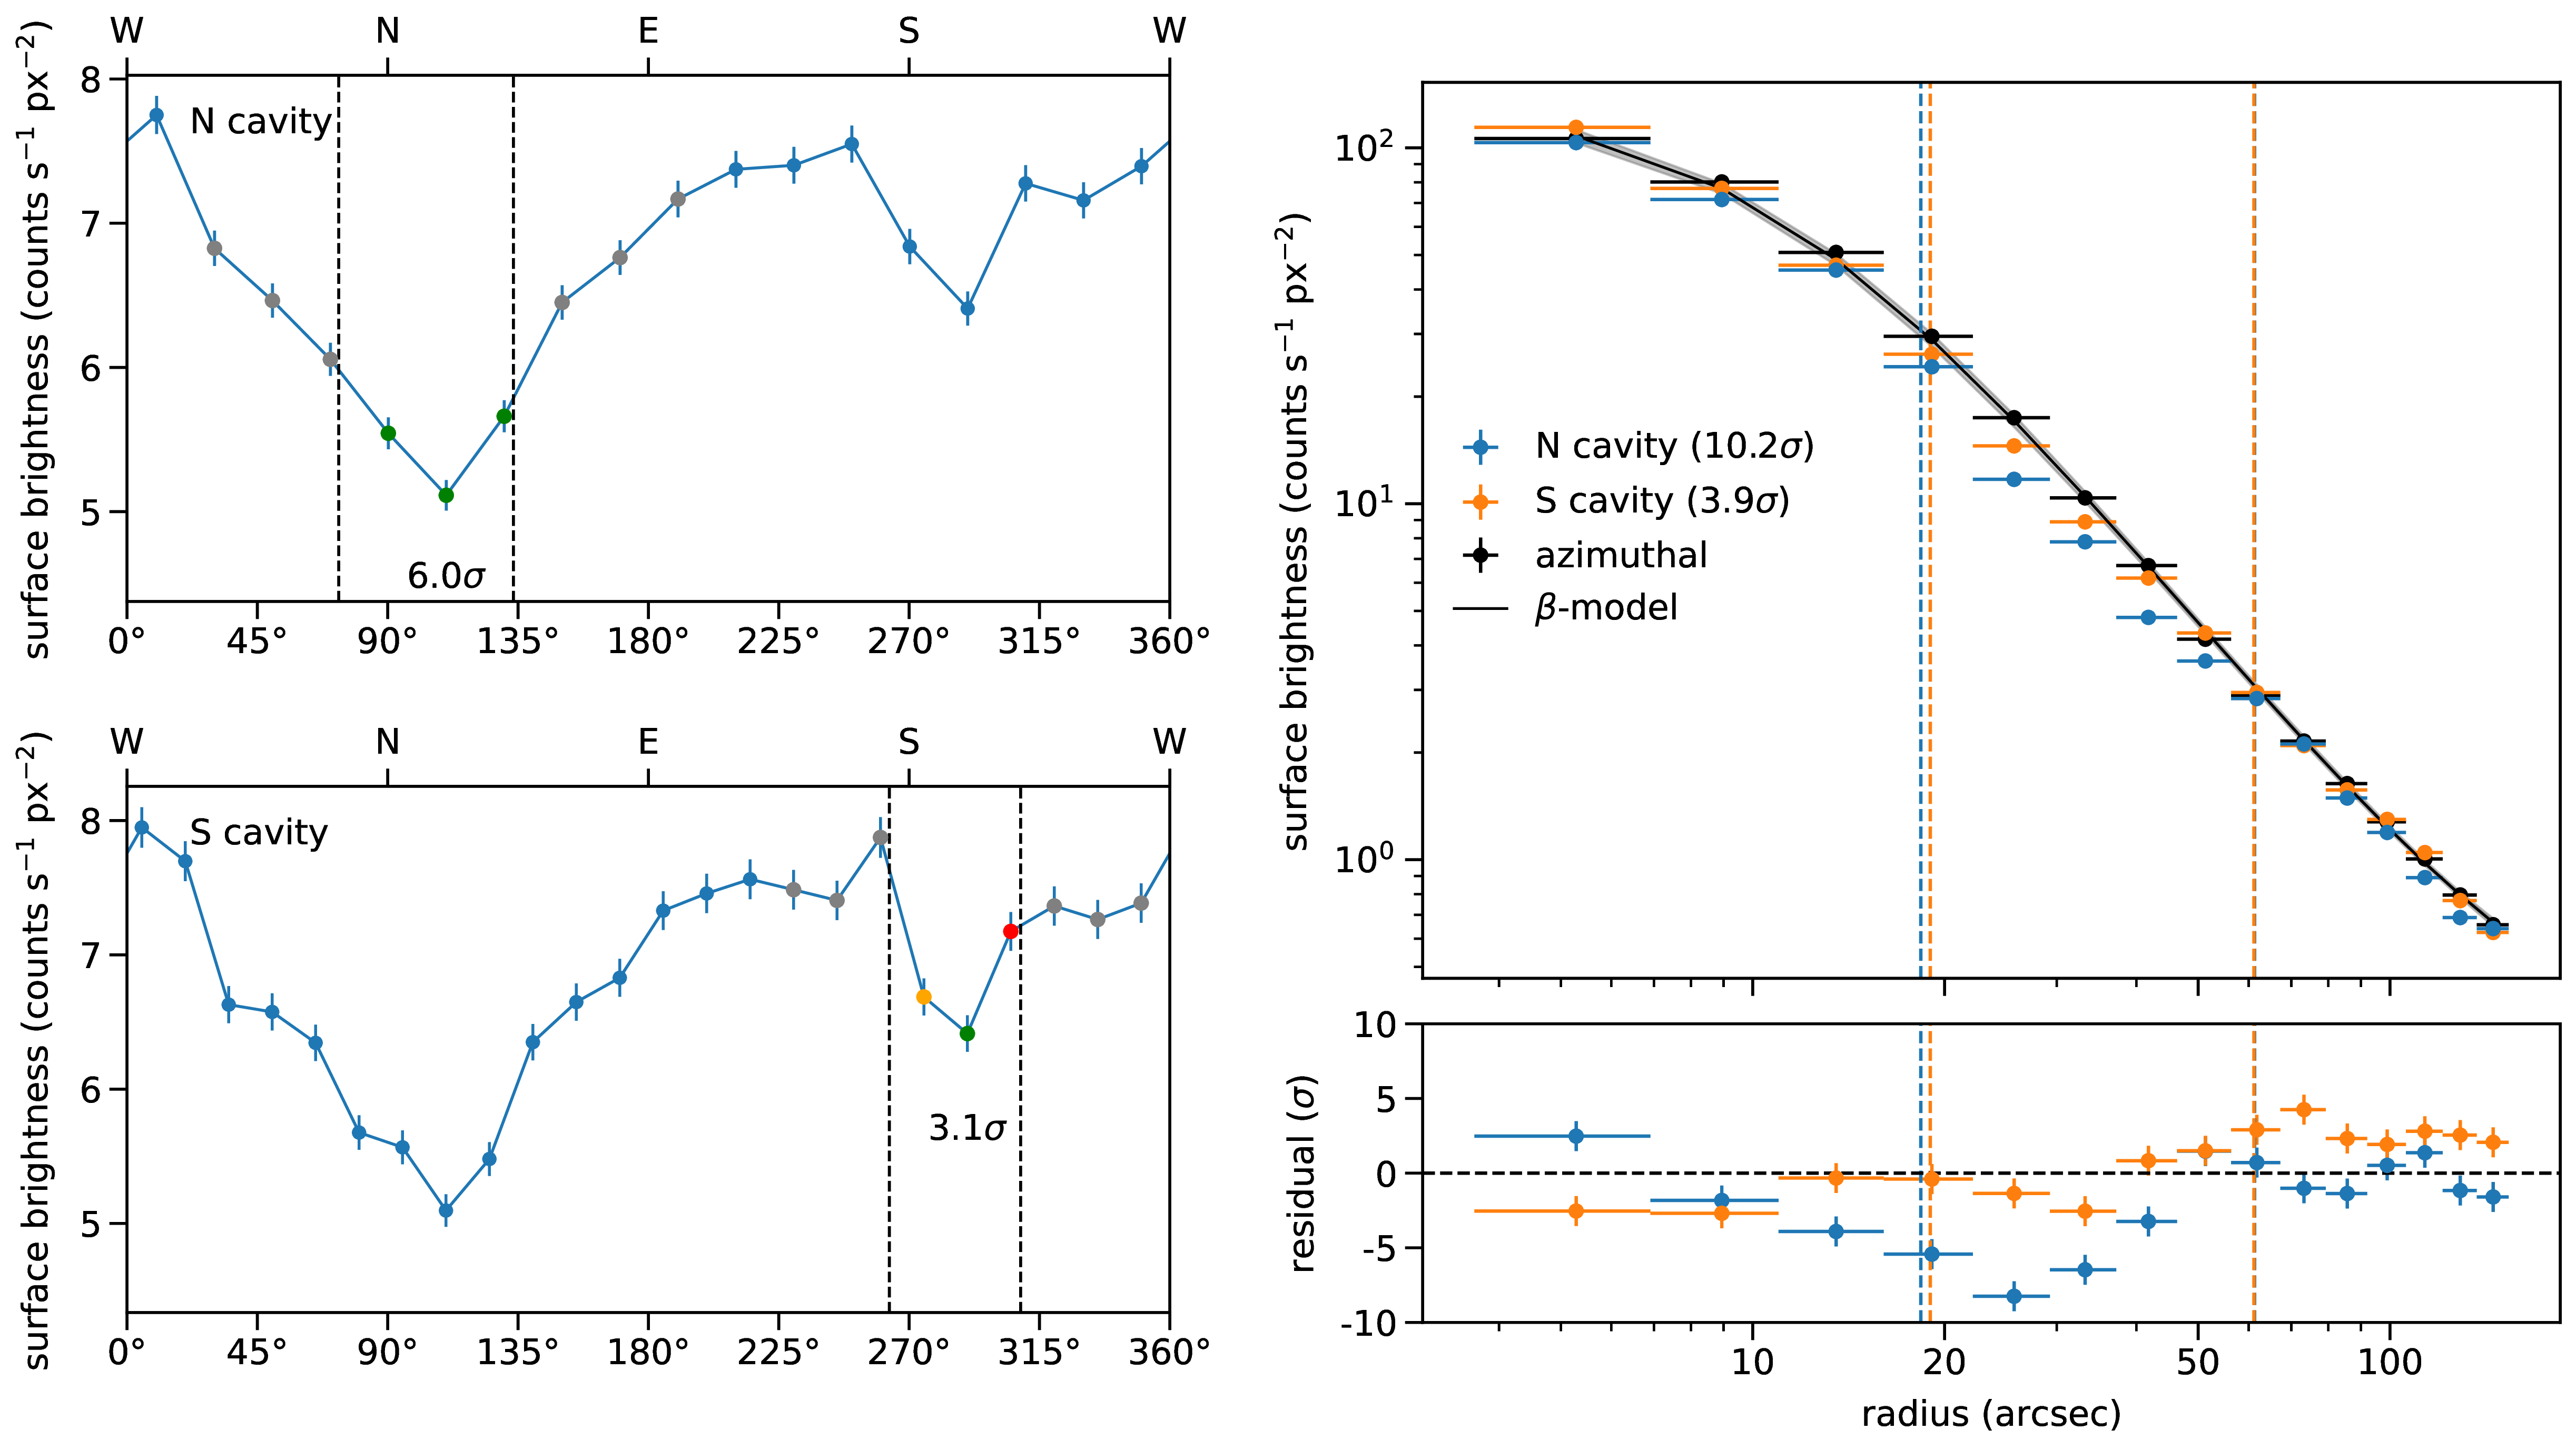 W N E S W
surface brightness (counts s⁻¹ px⁻²)
8
7
6
5
N cavity
6.0σ
0° 45° 90° 135° 180° 225° 270° 315° 360°
W N E S W
surface brightness (counts s⁻¹ px⁻²)
8
7
6
5
S cavity
3.1σ
0° 45° 90° 135° 180° 225° 270° 315° 360°
surface brightness (counts s⁻¹ px⁻²)
10²
10¹
10⁰
N cavity (10.2σ)
S cavity (3.9σ)
azimuthal
β-model
residual (σ)
10
5
0
-5
-10
10 20 50 100
radius (arcsec)